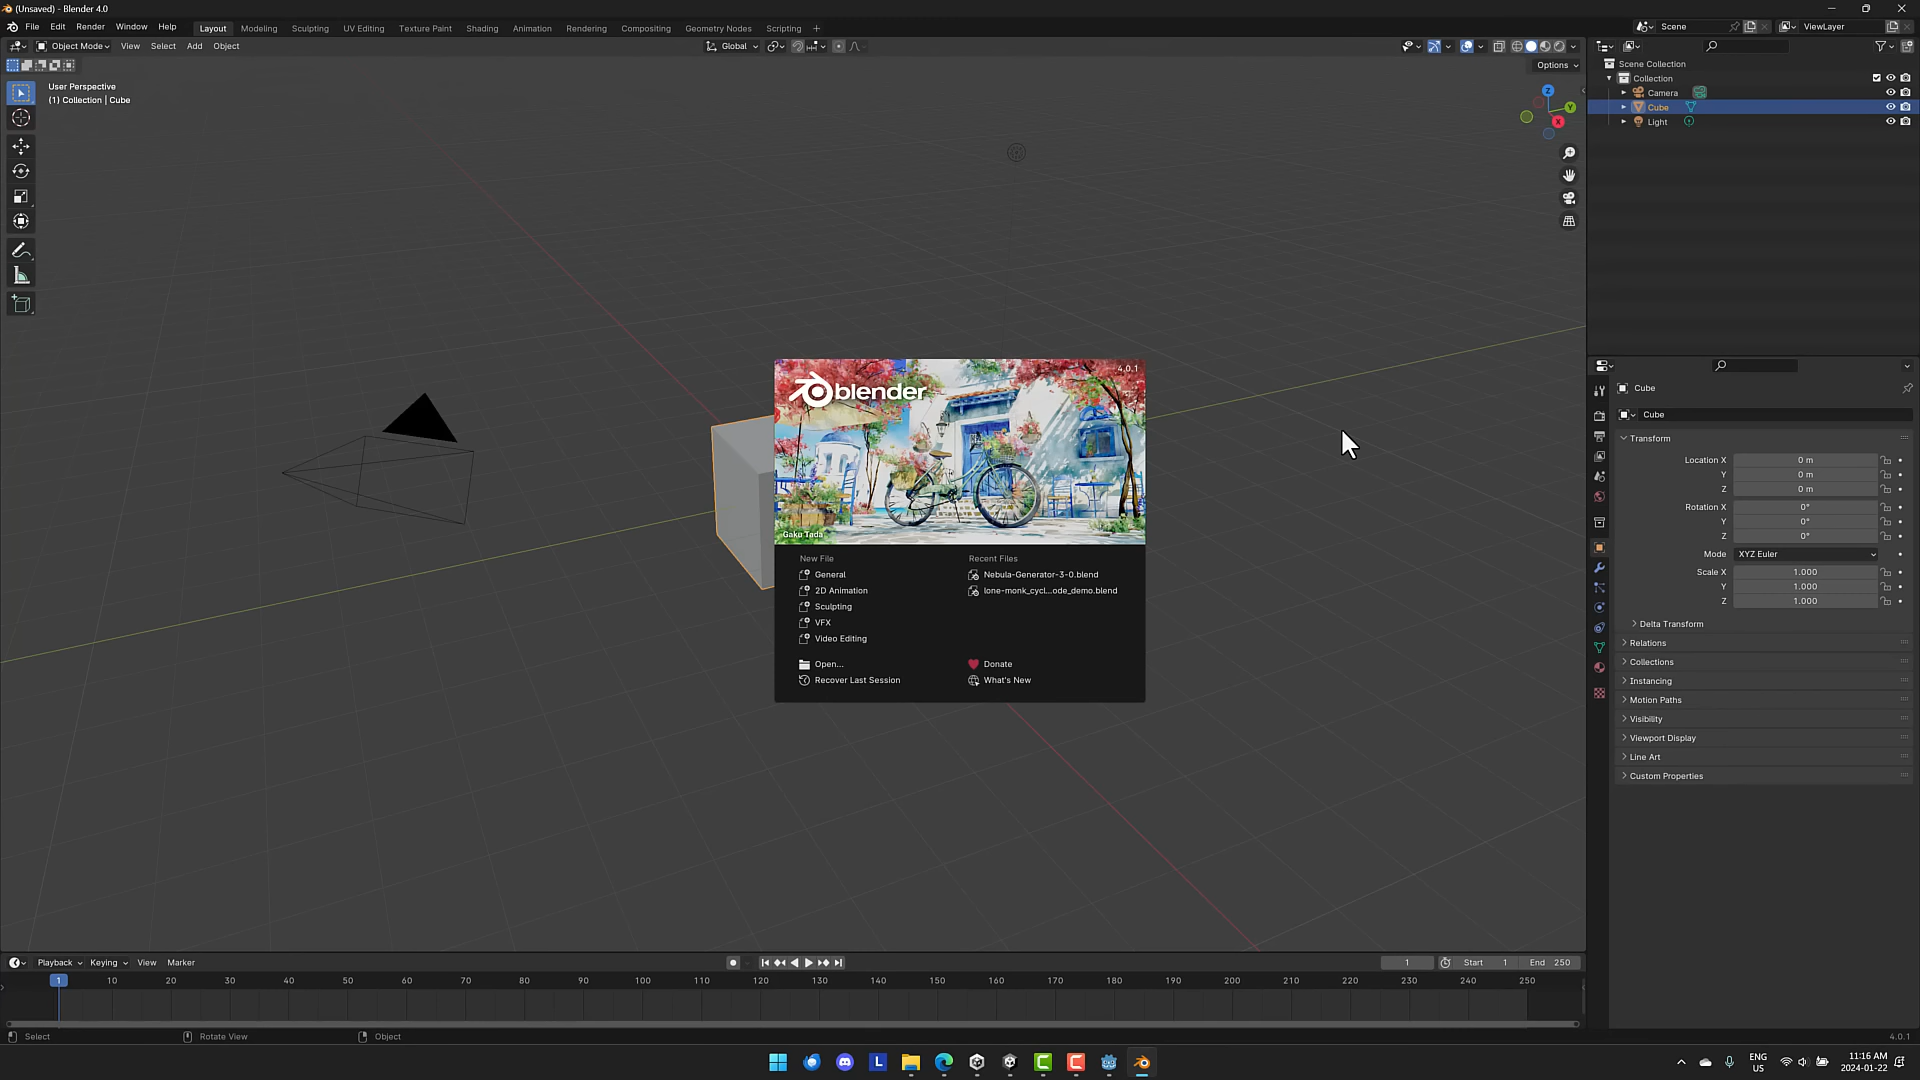 (Unsaved) - Blender 4.0
File Edit Render Window Help
Layout Modeling Sculpting UV Editing Texture Paint Shading Animation Rendering Compositing Geometry Nodes Scripting +
Scene ViewLayer
Object Mode View Select Add Object
Global
Options
User Perspective
(1) Collection | Cube
Z
Y
X
Scene Collection
Collection
Camera
Cube
Light
4.0.1
blender
Gaku Tada
New File
General
2D Animation
Sculpting
VFX
Video Editing
Open...
Recover Last Session
Recent Files
Nebula-Generator-3-0.blend
lone-monk_cycl...ode_demo.blend
Donate
What's New
Cube
Cube
Transform
Location X 0 m
Y 0 m
Z 0 m
Rotation X 0°
Y 0°
Z 0°
Mode XYZ Euler
Scale X 1.000
Y 1.000
Z 1.000
Delta Transform
Relations
Collections
Instancing
Motion Paths
Visibility
Viewport Display
Line Art
Custom Properties
Playback Keying View Marker
1 Start 1 End 250
1 10 20 30 40 50 60 70 80 90 100 110 120 130 140 150 160 170 180 190 200 210 220 230 240 250
Select Rotate View Object
4.0.1
L
ENG
US
11:16 AM
2024-01-22